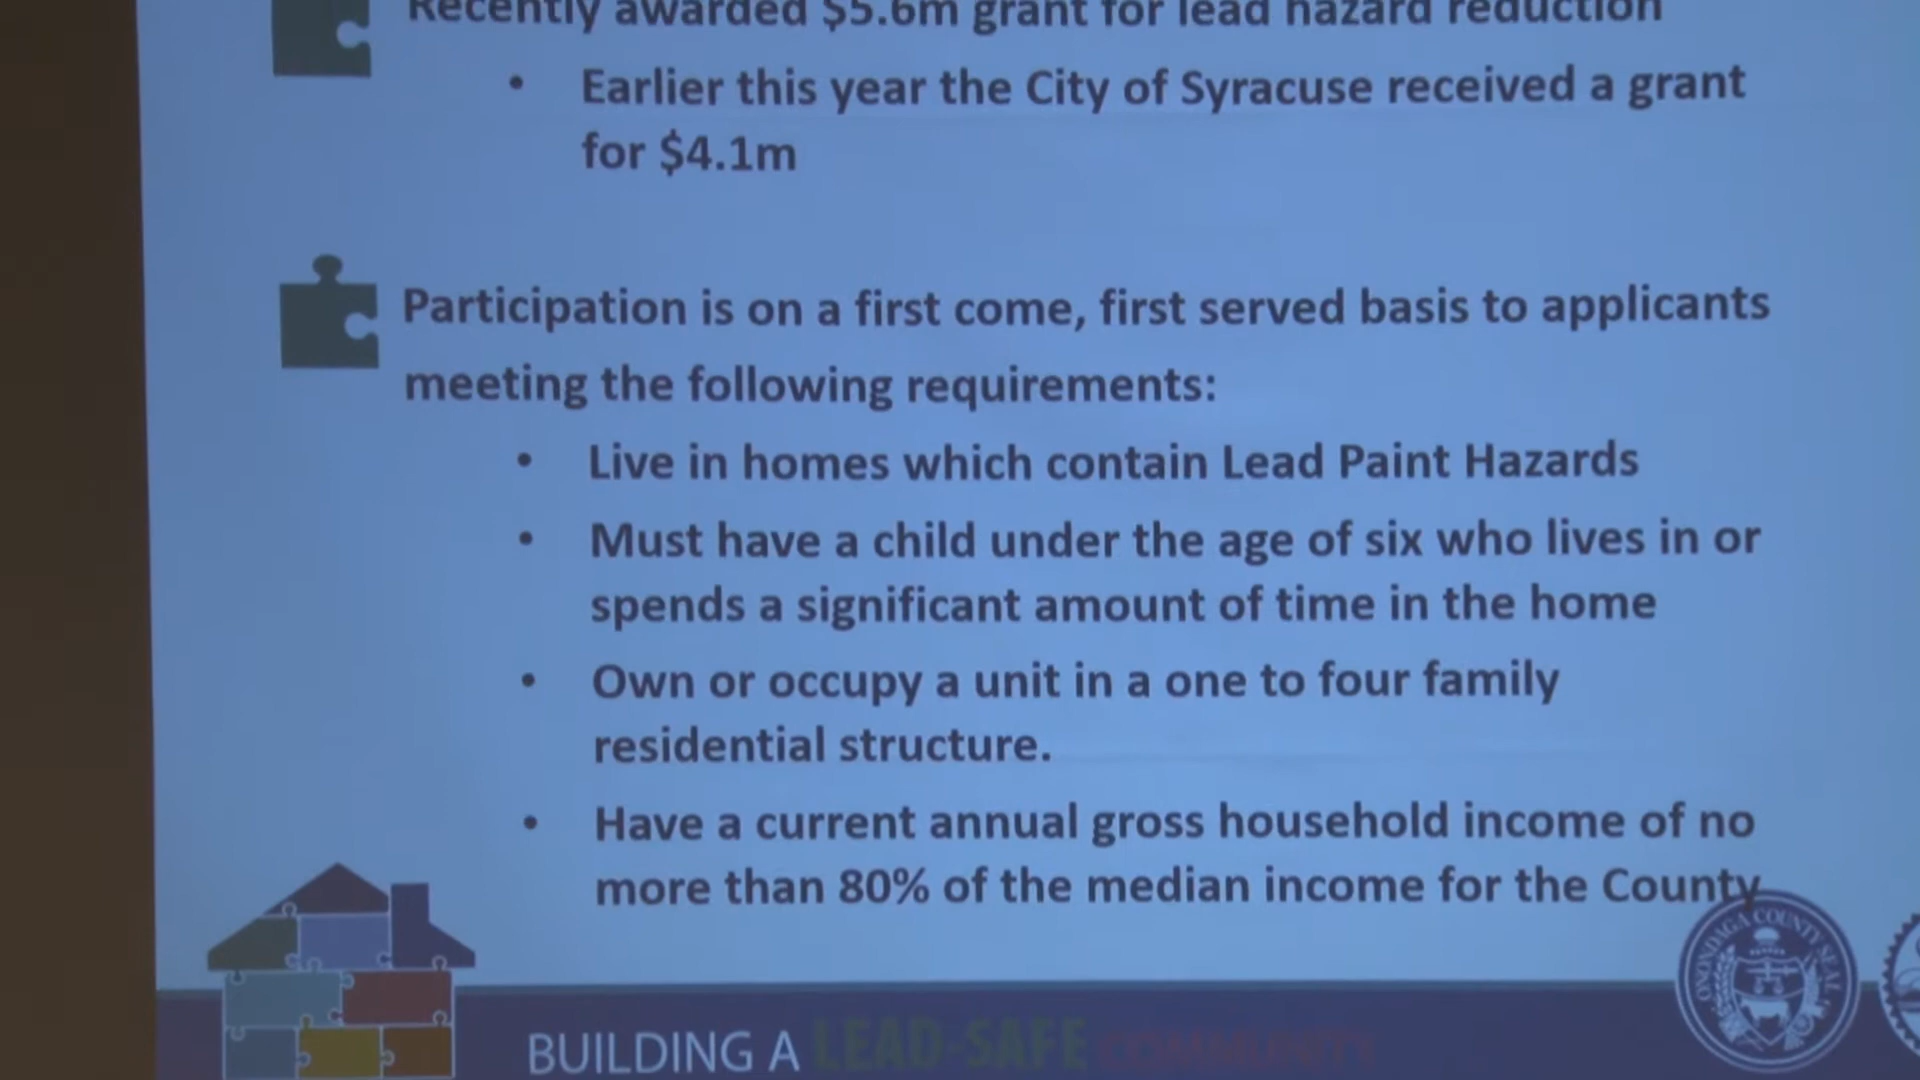 Recently awarded $5.6m grant for lead hazard reduction
• Earlier this year the City of Syracuse received a grant
for $4.1m
Participation is on a first come, first served basis to applicants
meeting the following requirements:
• Live in homes which contain Lead Paint Hazards
• Must have a child under the age of six who lives in or
spends a significant amount of time in the home
• Own or occupy a unit in a one to four family
residential structure.
• Have a current annual gross household income of no
more than 80% of the median income for the County
ONONDAGA COUNTY SEAL
BUILDING A LEAD-SAFE COMMUNITY